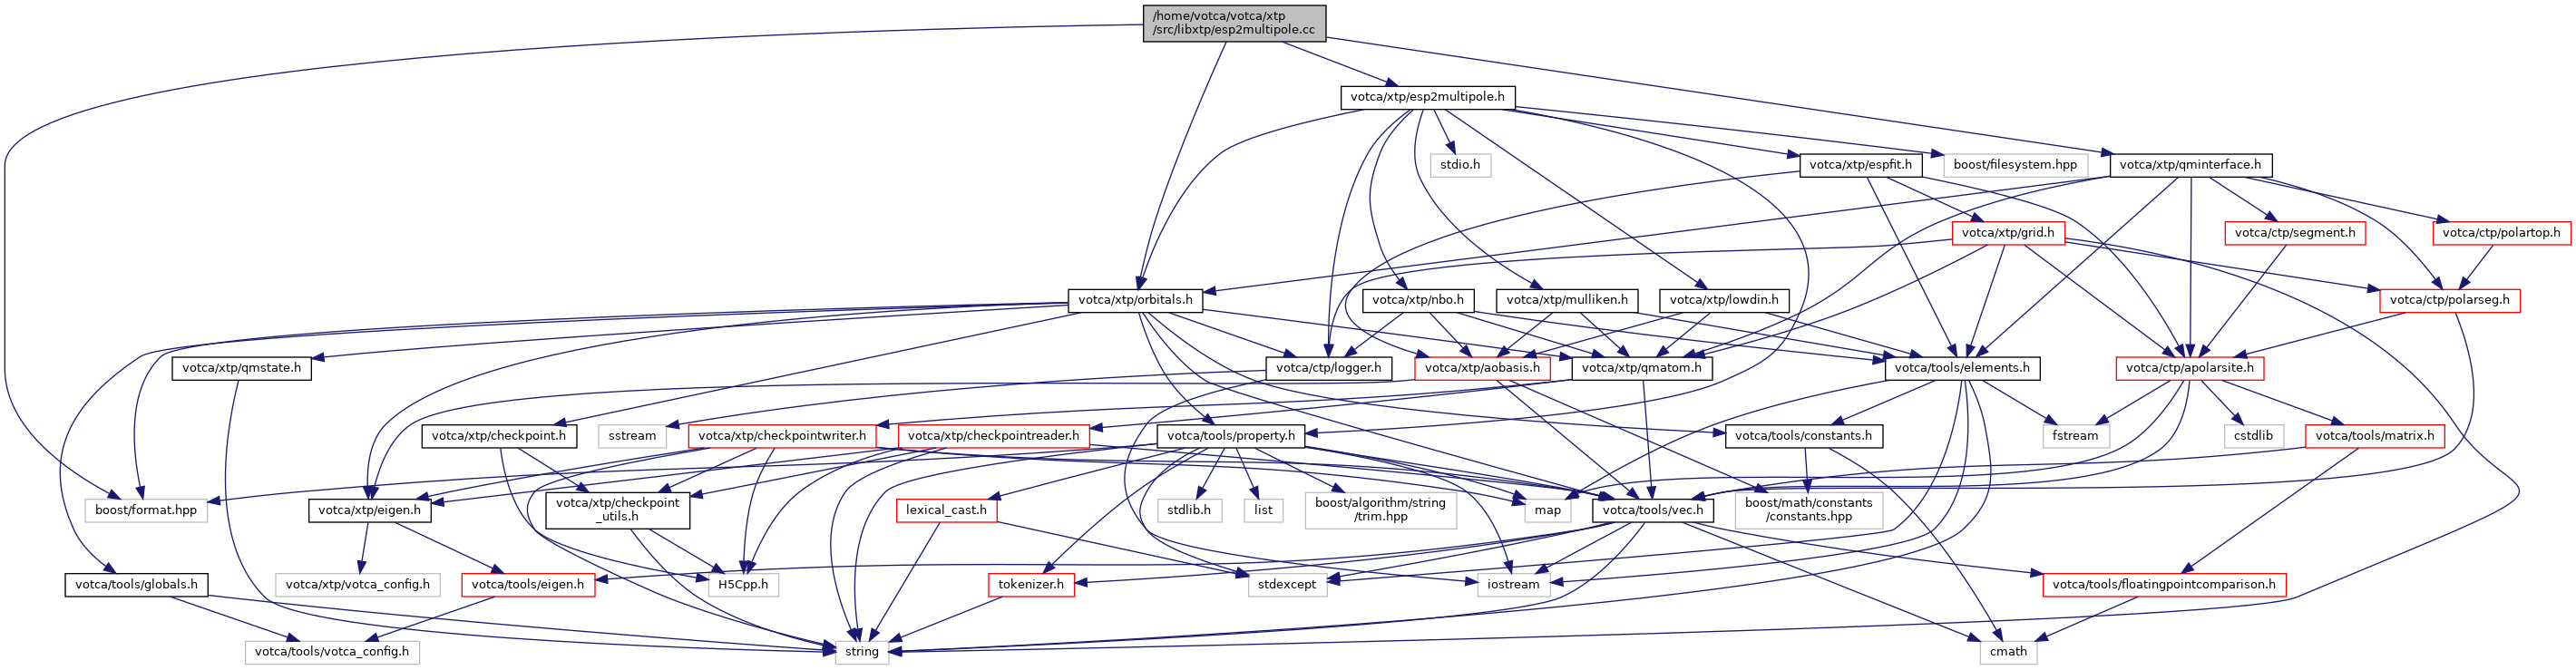 /home/votca/votca/xtp
/src/libxtp/esp2multipole.cc
votca/xtp/esp2multipole.h
stdio.h
votca/xtp/espfit.h
boost/filesystem.hpp
votca/xtp/qminterface.h
votca/xtp/grid.h
votca/ctp/segment.h
votca/ctp/polartop.h
votca/xtp/orbitals.h
votca/xtp/nbo.h
votca/xtp/mulliken.h
votca/xtp/lowdin.h
votca/ctp/polarseg.h
votca/xtp/qmstate.h
votca/ctp/logger.h
votca/xtp/aobasis.h
votca/xtp/qmatom.h
votca/tools/elements.h
votca/ctp/apolarsite.h
votca/xtp/checkpoint.h
sstream
votca/xtp/checkpointwriter.h
votca/xtp/checkpointreader.h
votca/tools/property.h
votca/tools/constants.h
fstream
cstdlib
votca/tools/matrix.h
boost/format.hpp
votca/xtp/eigen.h
votca/xtp/checkpoint
_utils.h
lexical_cast.h
stdlib.h
list
boost/algorithm/string
/trim.hpp
map
votca/tools/vec.h
boost/math/constants
/constants.hpp
votca/tools/globals.h
votca/xtp/votca_config.h
votca/tools/eigen.h
H5Cpp.h
tokenizer.h
stdexcept
iostream
votca/tools/floatingpointcomparison.h
votca/tools/votca_config.h
string
cmath